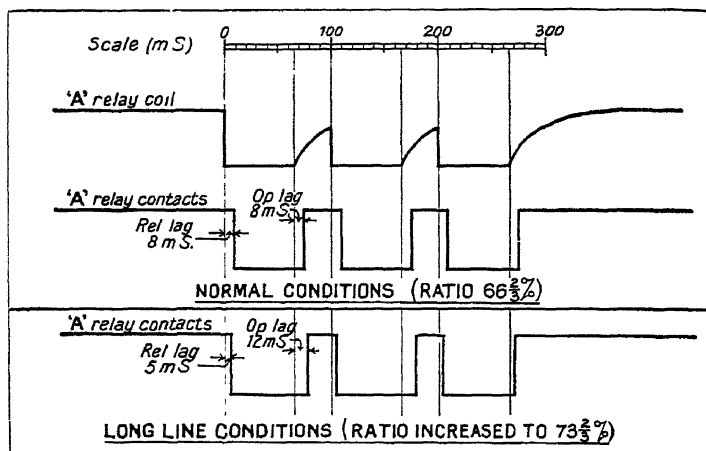 Scale (mS) 0 100 200 300
'A' relay coil
'A' relay contacts
Rel lag
8 mS.
Op lag
8 mS.
NORMAL CONDITIONS (RATIO 66⅔%)
'A' relay contacts
Rel lag
5 mS
Op lag
12 mS
LONG LINE CONDITIONS (RATIO INCREASED TO 73⅔%)